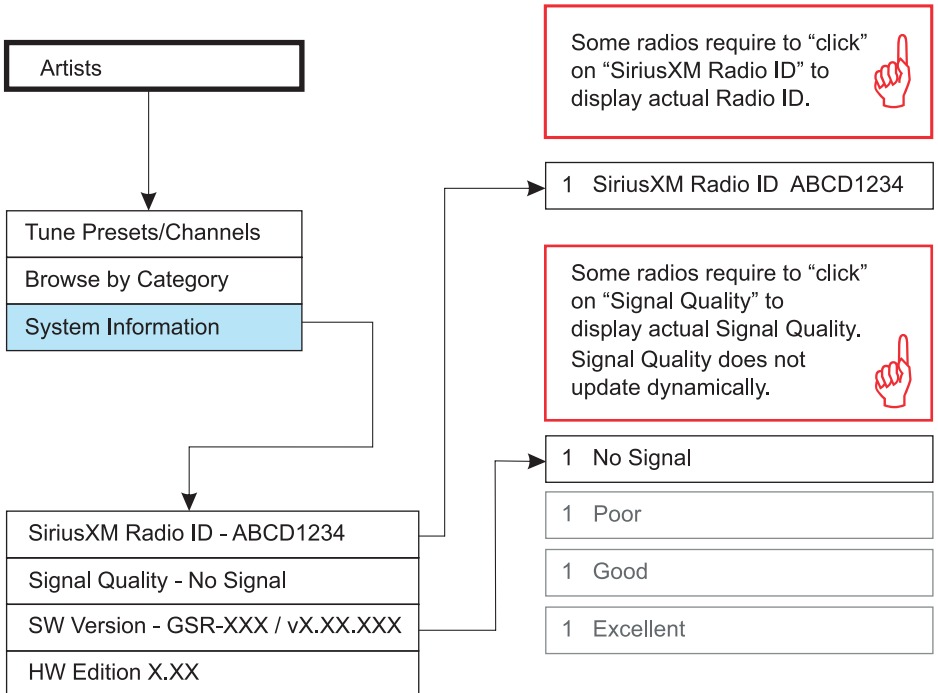 Artists
Tune Presets/Channels
Browse by Category
System Information
SiriusXM Radio ID - ABCD1234
Signal Quality - No Signal
SW Version - GSR-XXX / vX.XX.XXX
HW Edition X.XX
Some radios require to “click”
on “SiriusXM Radio ID” to
display actual Radio ID.
1 SiriusXM Radio ID ABCD1234
Some radios require to “click”
on “Signal Quality” to
display actual Signal Quality.
Signal Quality does not
update dynamically.
1 No Signal
1 Poor
1 Good
1 Excellent